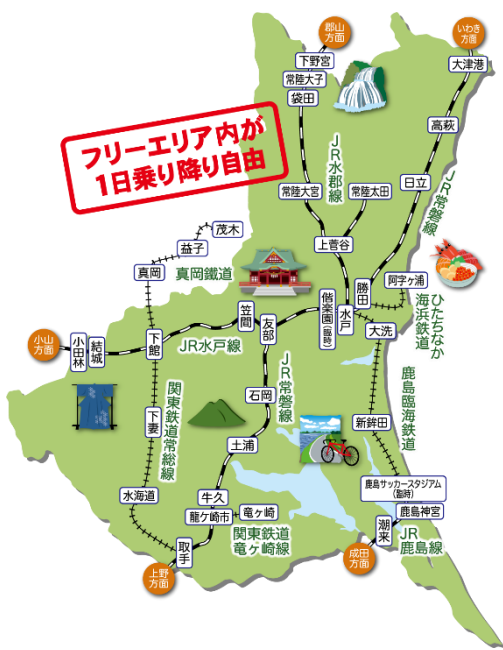 郡山
方面
いわき
方面
下野宮
常陸大子
袋田
大津港
高萩
フリーエリア内が
1日乗り降り自由
JR水郡線
日立
JR常磐線
常陸大宮
常陸太田
茂木
益子
真岡
真岡鐵道
上菅谷
阿字ヶ浦
勝田
ひたちなか
海浜鉄道
偕楽園
(臨時)
水戸
大洗
笠間
友部
小山
方面
小田林
結城
下館
JR水戸線
JR常磐線
石岡
鹿島臨海鉄道
関東鉄道常総線
下妻
新鉾田
土浦
水海道
牛久
龍ケ崎市
竜ヶ崎
関東鉄道
竜ヶ崎線
鹿島サッカースタジアム
(臨時)
鹿島神宮
潮来
JR
鹿島線
取手
上野
方面
成田
方面